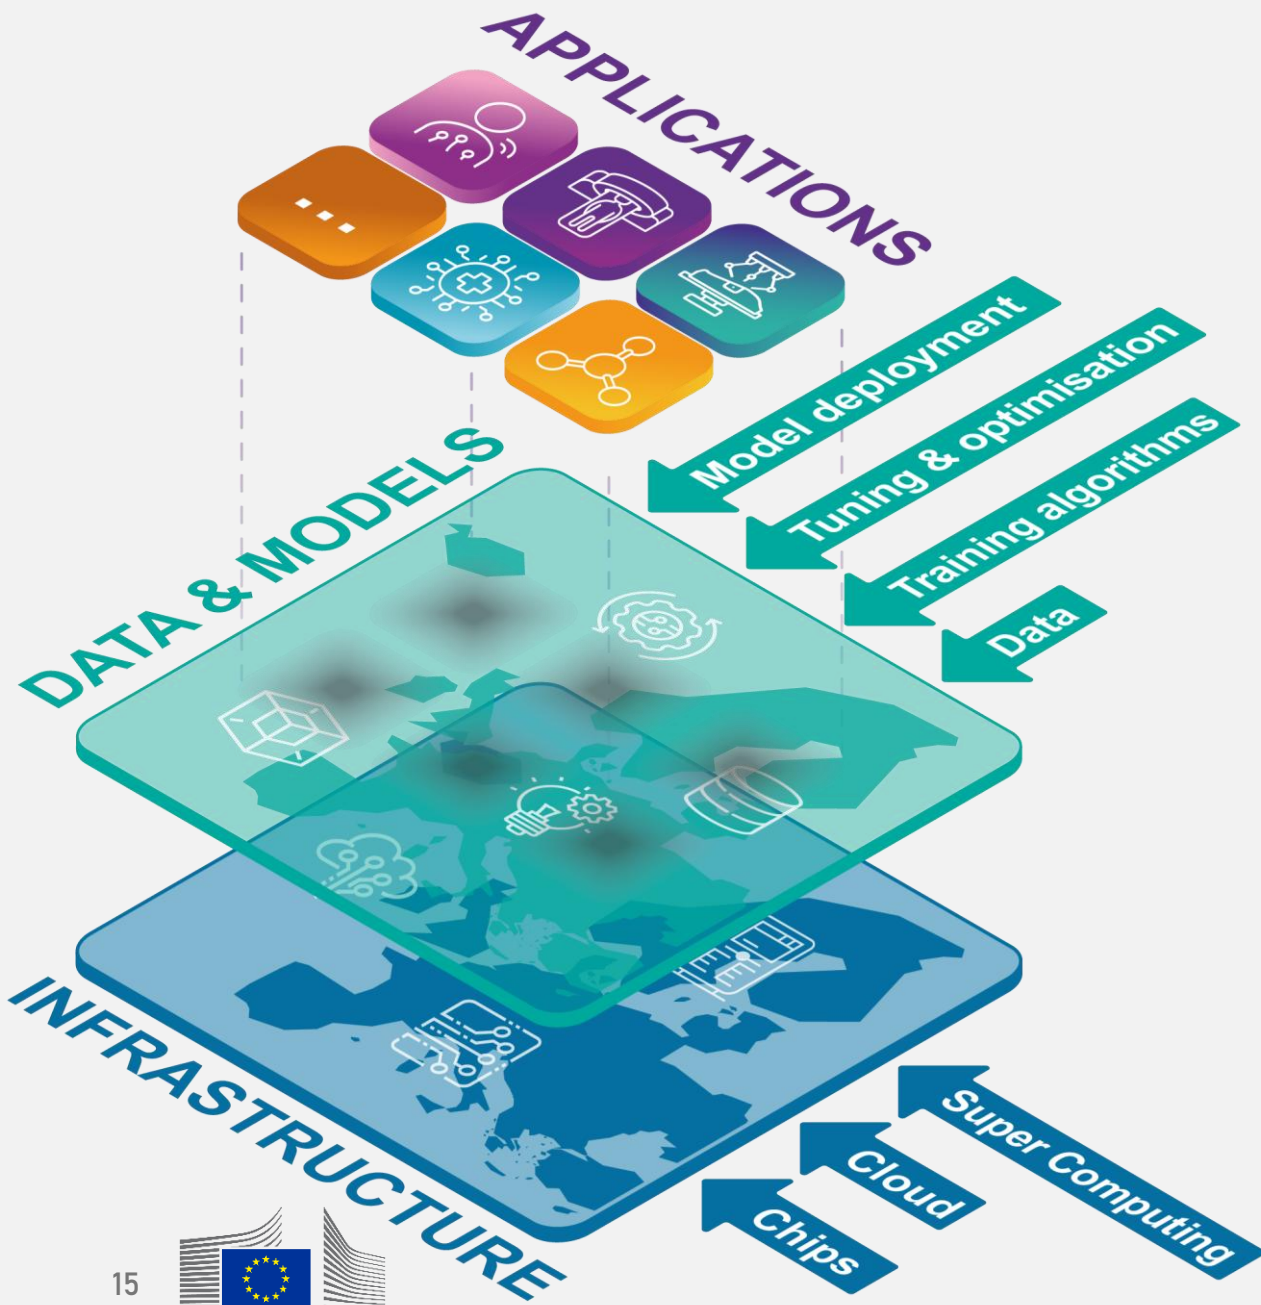 APPLICATIONS
Model deployment
Tuning & optimisation
Training algorithms
Data
DATA & MODELS
INFRASTRUCTURE
Super Computing
Cloud
Chips
15